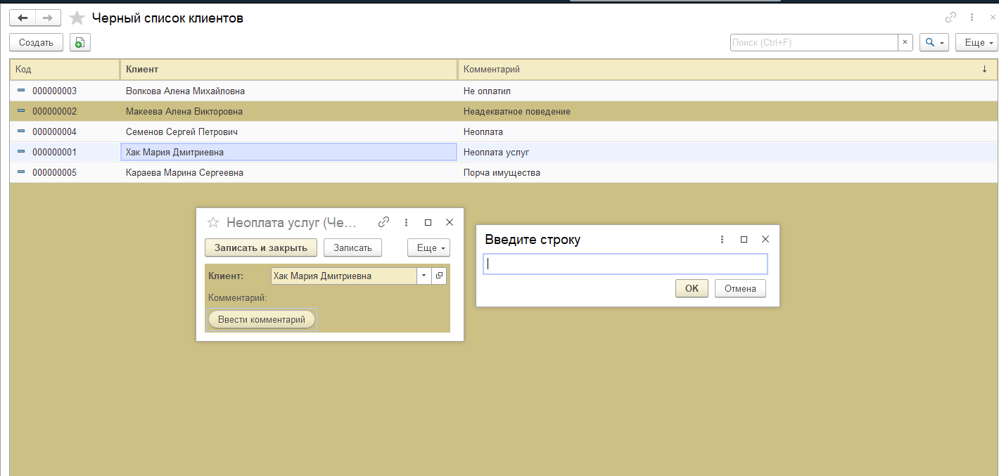 Черный список клиентов
Создать
Поиск (Ctrl+F)
Еще
Код Клиент Комментарий
000000003 Волкова Алена Михайловна Не оплатил
000000002 Макеева Алена Викторовна Неадекватное поведение
000000004 Семенов Сергей Петрович Неоплата
000000001 Хак Мария Дмитриевна Неоплата услуг
000000005 Караева Марина Сергеевна Порча имущества
Неоплата услуг (Че...
Записать и закрыть Записать Еще
Клиент: Хак Мария Дмитриевна
Комментарий:
Ввести комментарий
Введите строку
OK Отмена